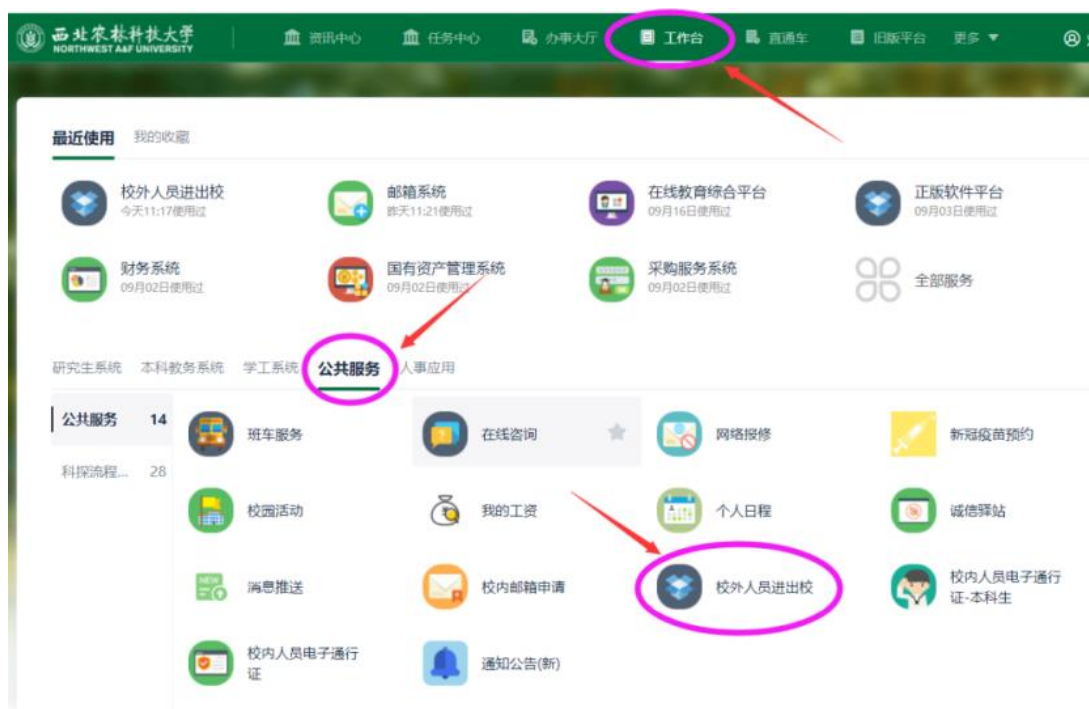 西北农林科技大学
NORTHWEST A&F UNIVERSITY
资讯中心 任务中心 办事大厅 工作台 直通车 旧版平台 更多
最近使用 我的收藏
校外人员进出校 邮箱系统 在线教育综合平台 正版软件平台
今天11:17使用过 昨天11:21使用过 09月16日使用过 09月03日使用过
财务系统 国有资产管理系统 采购服务系统 全部服务
09月02日使用过 09月02日使用过 09月02日使用过
研究生系统 本科教务系统 学工系统 公共服务 人事应用
公共服务 14
科探流程... 28
班车服务 在线咨询 网络报修 新冠疫苗预约
校园活动 我的工资 个人日程 诚信驿站
NEW
消息推送 校内邮箱申请 校外人员进出校 校内人员电子通行
证-本科生
校内人员电子通行
证 通知公告(新)